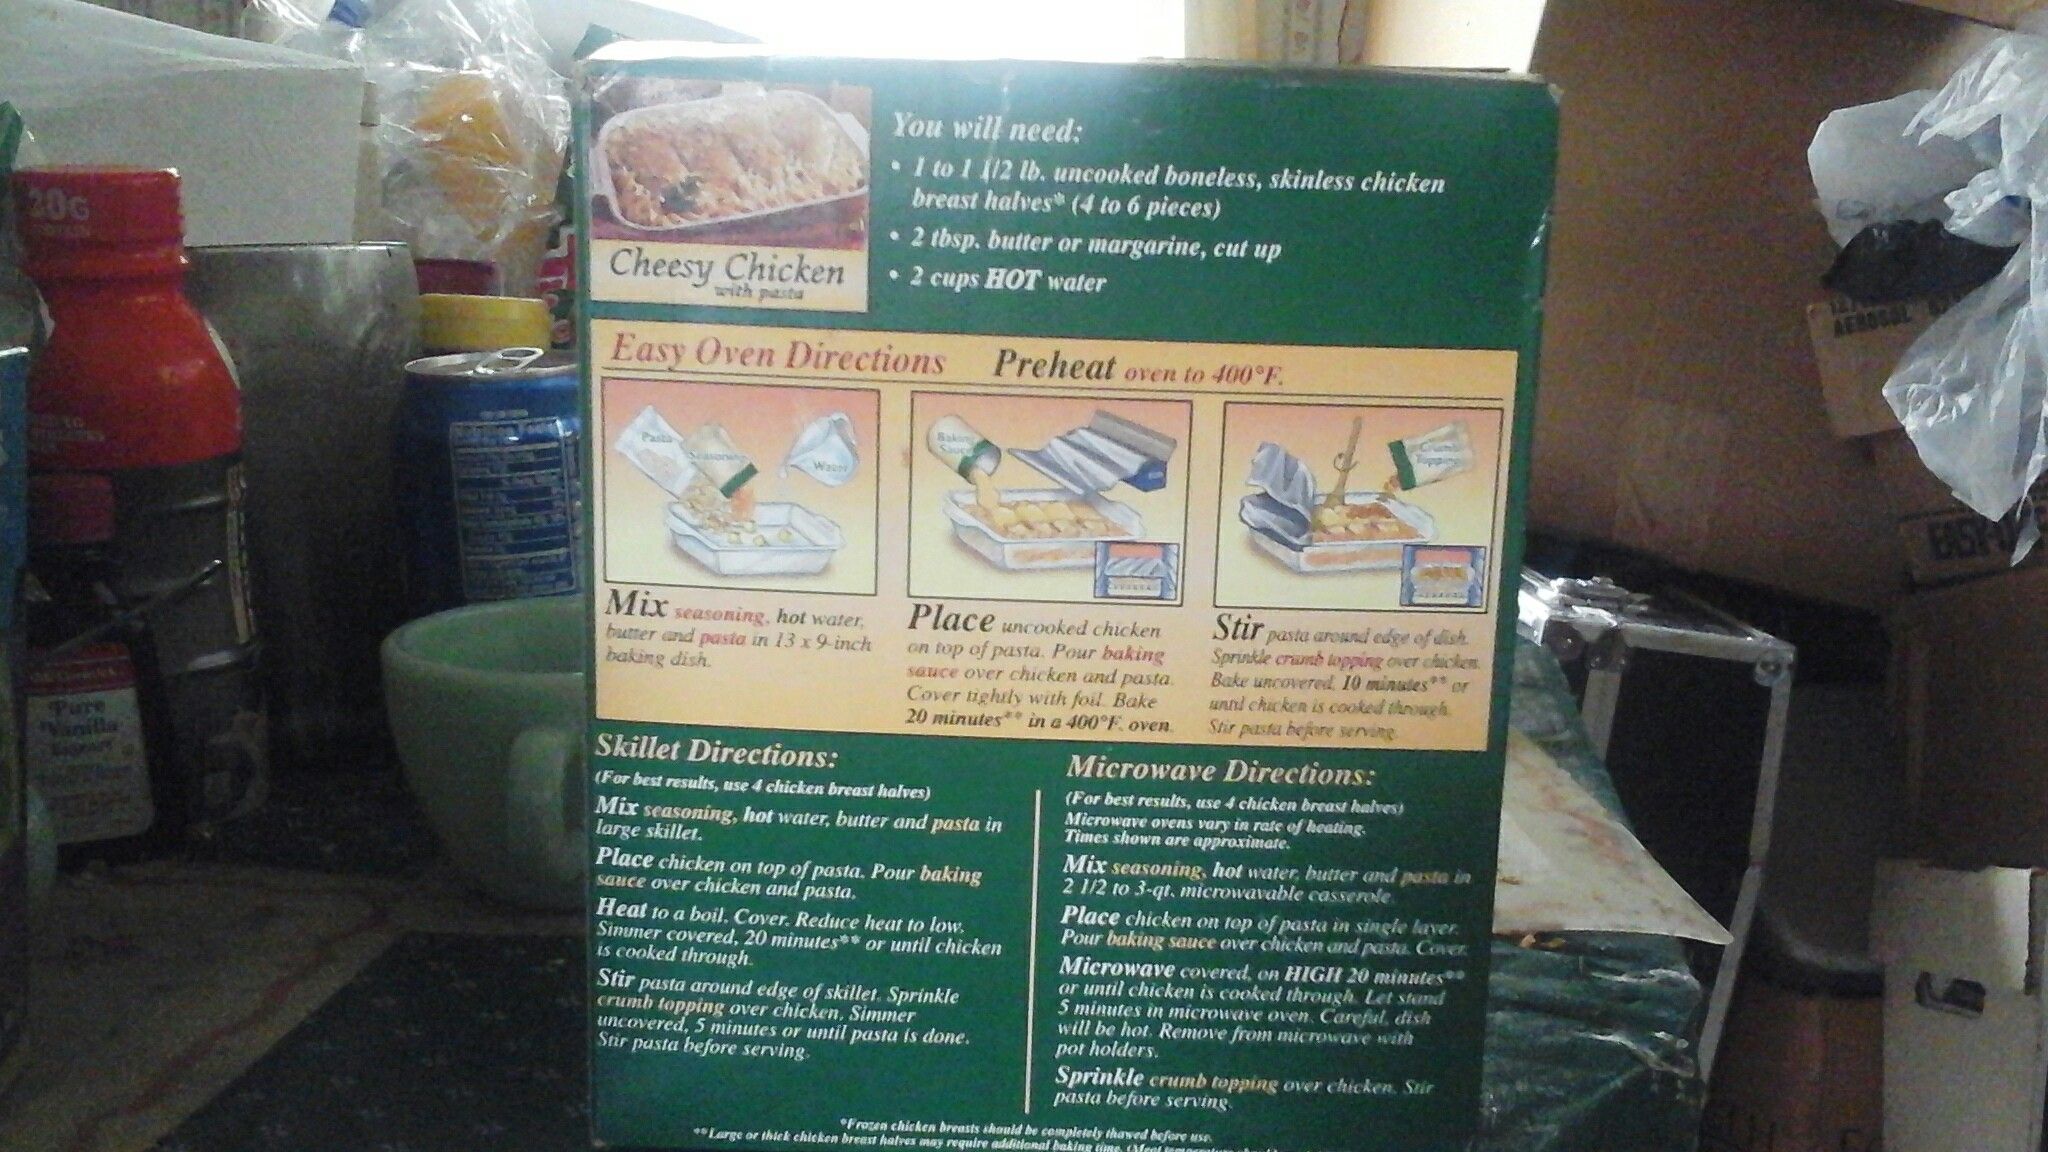 20G
You will need:
• 1 to 1 1/2 lb. uncooked boneless, skinless chicken
breast halves* (4 to 6 pieces)
• 2 tbsp. butter or margarine, cut up
• 2 cups HOT water
Cheesy Chicken
with pasta
Easy Oven Directions Preheat oven to 400°F.
Pasta
Seasoning
Water
Baking
Sauce
Crumb
Topping
Mix seasoning, hot water,
butter and pasta in 13 x 9-inch
baking dish.
Place uncooked chicken
on top of pasta. Pour baking
sauce over chicken and pasta.
Cover tightly with foil. Bake
20 minutes** in a 400°F. oven.
Stir pasta around edge of dish.
Sprinkle crumb topping over chicken.
Bake uncovered, 10 minutes** or
until chicken is cooked through.
Stir pasta before serving.
Skillet Directions:
(For best results, use 4 chicken breast halves)
Mix seasoning, hot water, butter and pasta in
large skillet.
Place chicken on top of pasta. Pour baking
sauce over chicken and pasta.
Heat to a boil. Cover. Reduce heat to low.
Simmer covered, 20 minutes** or until chicken
is cooked through.
Stir pasta around edge of skillet. Sprinkle
crumb topping over chicken. Simmer
uncovered, 5 minutes or until pasta is done.
Stir pasta before serving.
Microwave Directions:
(For best results, use 4 chicken breast halves)
Microwave ovens vary in rate of heating.
Times shown are approximate.
Mix seasoning, hot water, butter and pasta in
2 1/2 to 3-qt. microwavable casserole.
Place chicken on top of pasta in single layer.
Pour baking sauce over chicken and pasta. Cover.
Microwave covered, on HIGH 20 minutes**
or until chicken is cooked through. Let stand
5 minutes in microwave oven. Careful, dish
will be hot. Remove from microwave with
pot holders.
Sprinkle crumb topping over chicken. Stir
pasta before serving.
*Frozen chicken breasts should be completely thawed before use.
**Large or thick chicken breast halves may require additional baking time. (Meat
Pure
Vanilla
AEROSOL